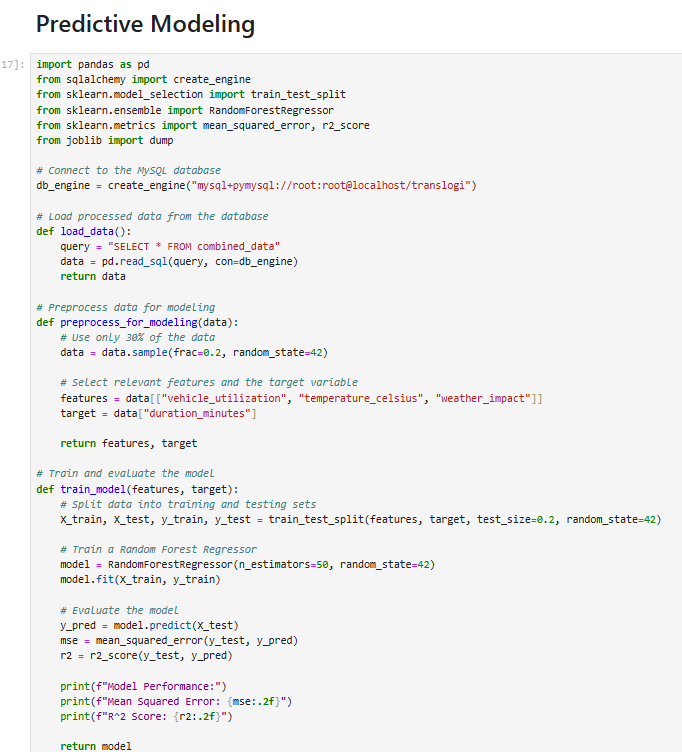 Predictive Modeling
17]:
import pandas as pd
from sqlalchemy import create_engine
from sklearn.model_selection import train_test_split
from sklearn.ensemble import RandomForestRegressor
from sklearn.metrics import mean_squared_error, r2_score
from joblib import dump
# Connect to the MySQL database
db_engine = create_engine("mysql+pymysql://root:root@localhost/translogi")
# Load processed data from the database
def load_data():
    query = "SELECT * FROM combined_data"
    data = pd.read_sql(query, con=db_engine)
    return data
# Preprocess data for modeling
def preprocess_for_modeling(data):
    # Use only 30% of the data
    data = data.sample(frac=0.2, random_state=42)
    # Select relevant features and the target variable
    features = data[["vehicle_utilization", "temperature_celsius", "weather_impact"]]
    target = data["duration_minutes"]
    return features, target
# Train and evaluate the model
def train_model(features, target):
    # Split data into training and testing sets
    X_train, X_test, y_train, y_test = train_test_split(features, target, test_size=0.2, random_state=42)
    # Train a Random Forest Regressor
    model = RandomForestRegressor(n_estimators=50, random_state=42)
    model.fit(X_train, y_train)
    # Evaluate the model
    y_pred = model.predict(X_test)
    mse = mean_squared_error(y_test, y_pred)
    r2 = r2_score(y_test, y_pred)
    print(f"Model Performance:")
    print(f"Mean Squared Error: {mse:.2f}")
    print(f"R^2 Score: {r2:.2f}")
    return model